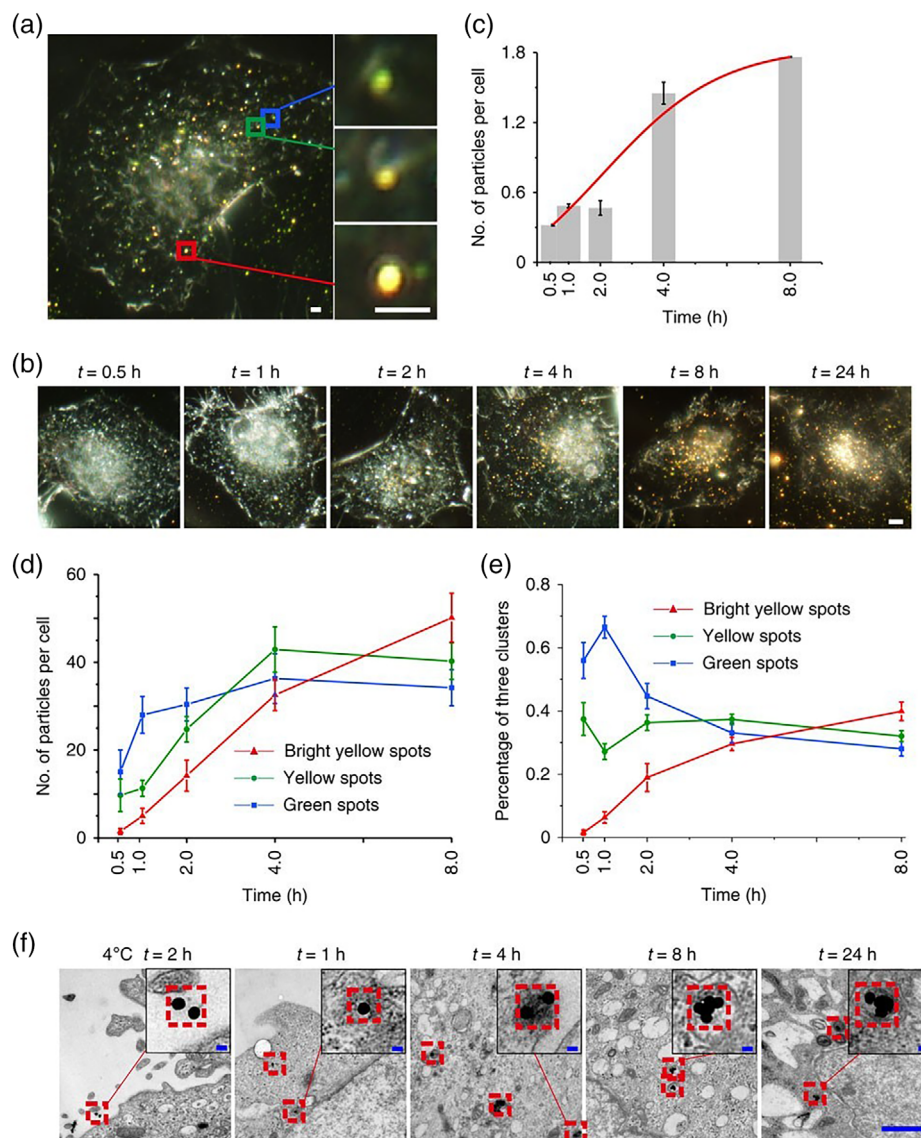 (a)
(c)
No. of particles per cell
1.8
1.2
0.6
0
0.5
1.0
2.0
4.0
8.0
Time (h)
(b)
t = 0.5 h
t = 1 h
t = 2 h
t = 4 h
t = 8 h
t = 24 h
(d)
No. of particles per cell
60
40
20
0
Bright yellow spots
Yellow spots
Green spots
0.5
1.0
2.0
4.0
8.0
Time (h)
(e)
Percentage of three clusters
0.8
0.6
0.4
0.2
0
Bright yellow spots
Yellow spots
Green spots
0.5
1.0
2.0
4.0
8.0
Time (h)
(f)
4°C t = 2 h
t = 1 h
t = 4 h
t = 8 h
t = 24 h